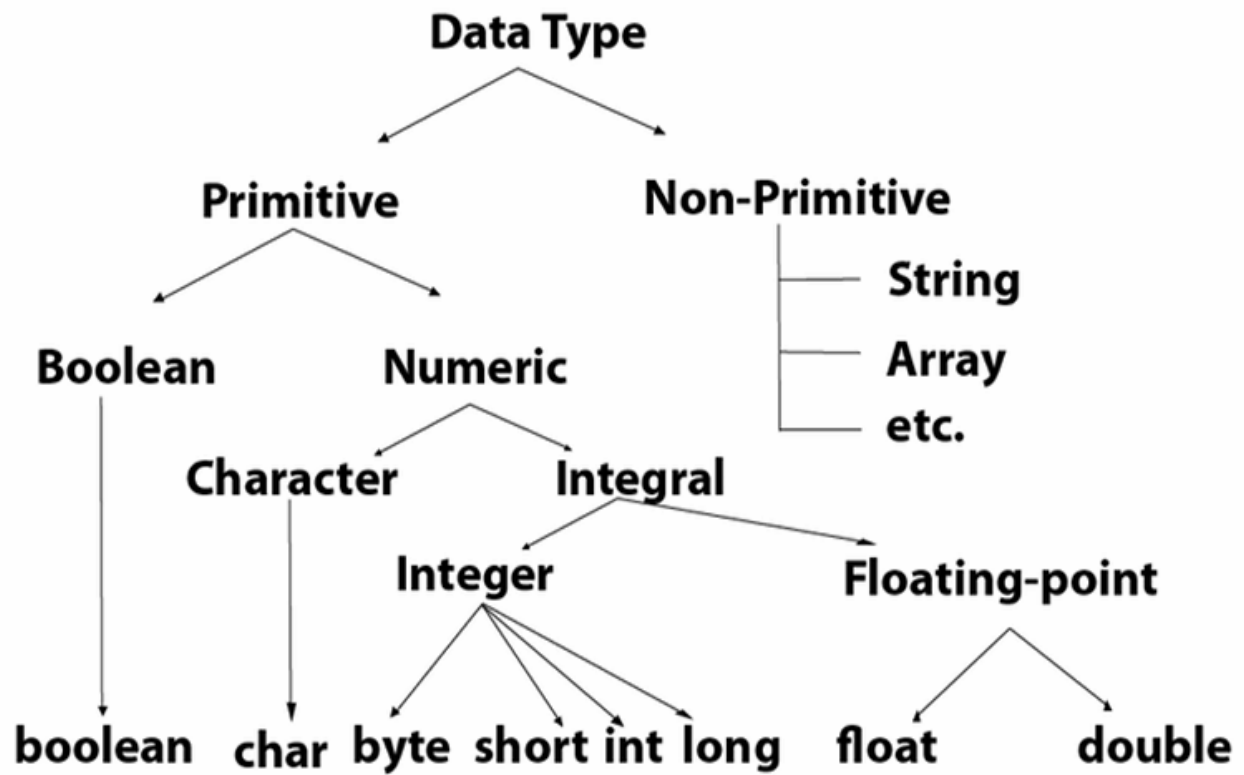 Data Type
Primitive
Non-Primitive
String
Array
etc.
Boolean
Numeric
Character
Integral
Integer
Floating-point
boolean
char
byte
short
int
long
float
double